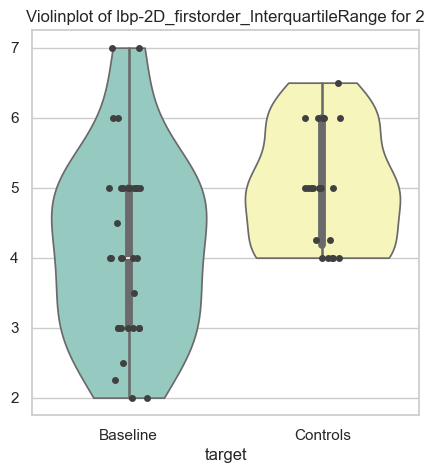 Violinplot of lbp-2D_firstorder_InterquartileRange for 2
7
6
5
4
3
2
Baseline
Controls
target